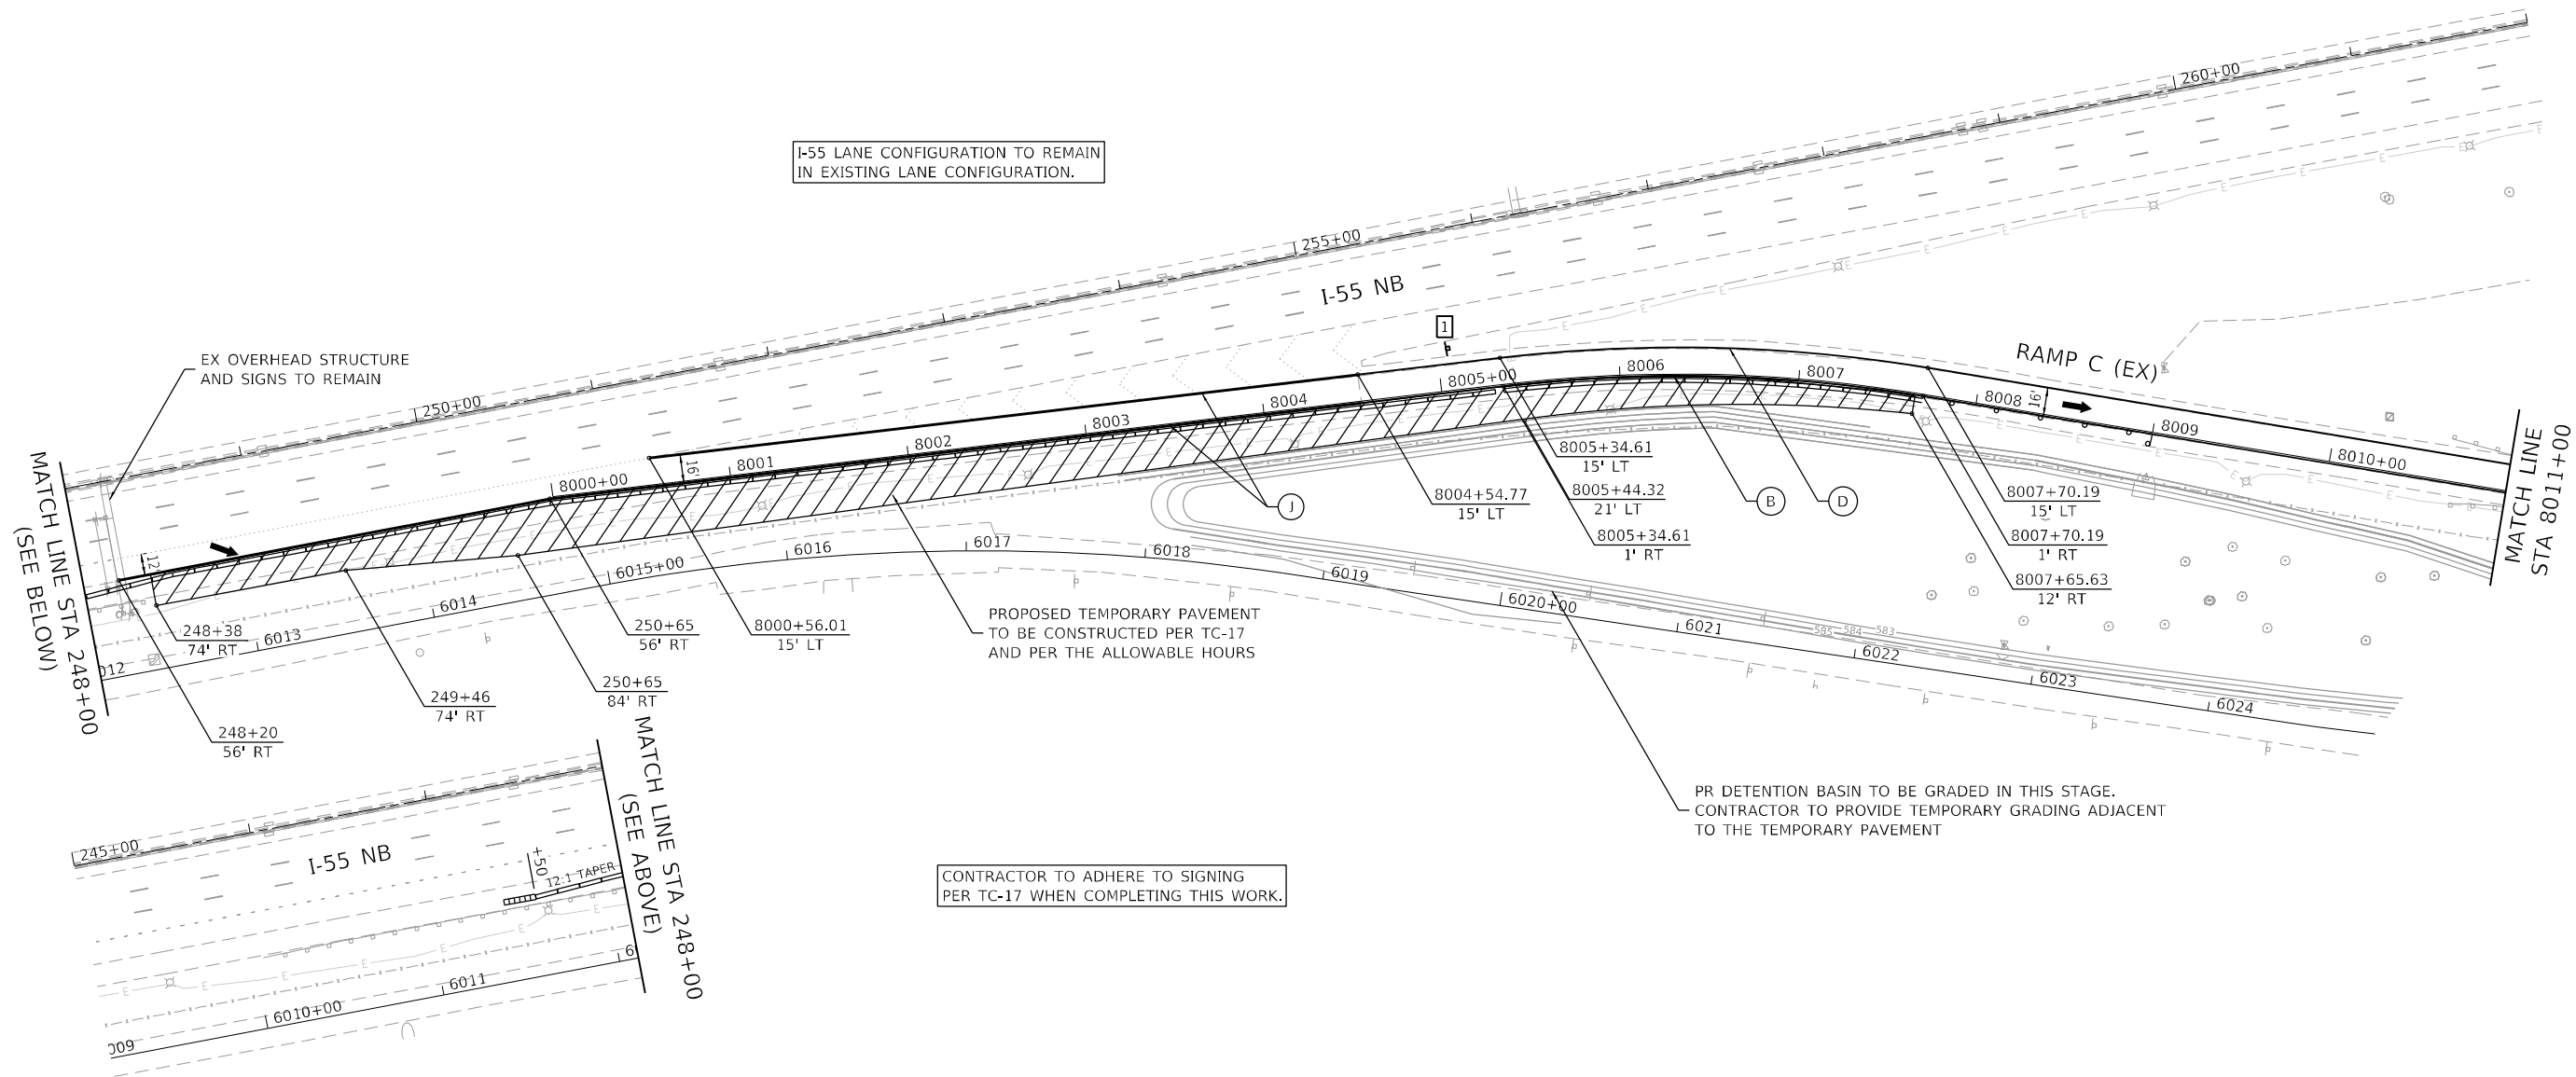 260+00
I-55 LANE CONFIGURATION TO REMAIN
IN EXISTING LANE CONFIGURATION.
255+00
I-55 NB
1
EX OVERHEAD STRUCTURE
AND SIGNS TO REMAIN
250+00
RAMP C (EX)
16'
8000+00
8001
8002
8003
8004
8005+00
8006
8007
8008
8009
8010+00
16'
12'
MATCH LINE STA 248+00
(SEE BELOW)
MATCH LINE
STA 8011+00
J
B
D
8005+34.61
15' LT
8005+44.32
21' LT
8005+34.61
1' RT
8004+54.77
15' LT
8007+70.19
15' LT
8007+70.19
1' RT
8007+65.63
12' RT
248+38
74' RT
249+46
74' RT
248+20
56' RT
250+65
56' RT
250+65
84' RT
8000+56.01
15' LT
012
6013
6014
6015+00
6016
6017
6018
6019
6020+00
6021
6022
6023
6024
585
584
583
PROPOSED TEMPORARY PAVEMENT
TO BE CONSTRUCTED PER TC-17
AND PER THE ALLOWABLE HOURS
PR DETENTION BASIN TO BE GRADED IN THIS STAGE.
CONTRACTOR TO PROVIDE TEMPORARY GRADING ADJACENT
TO THE TEMPORARY PAVEMENT
CONTRACTOR TO ADHERE TO SIGNING
PER TC-17 WHEN COMPLETING THIS WORK.
245+00
I-55 NB
+50
12:1 TAPER
MATCH LINE STA 248+00
(SEE ABOVE)
009
6010+00
6011
6